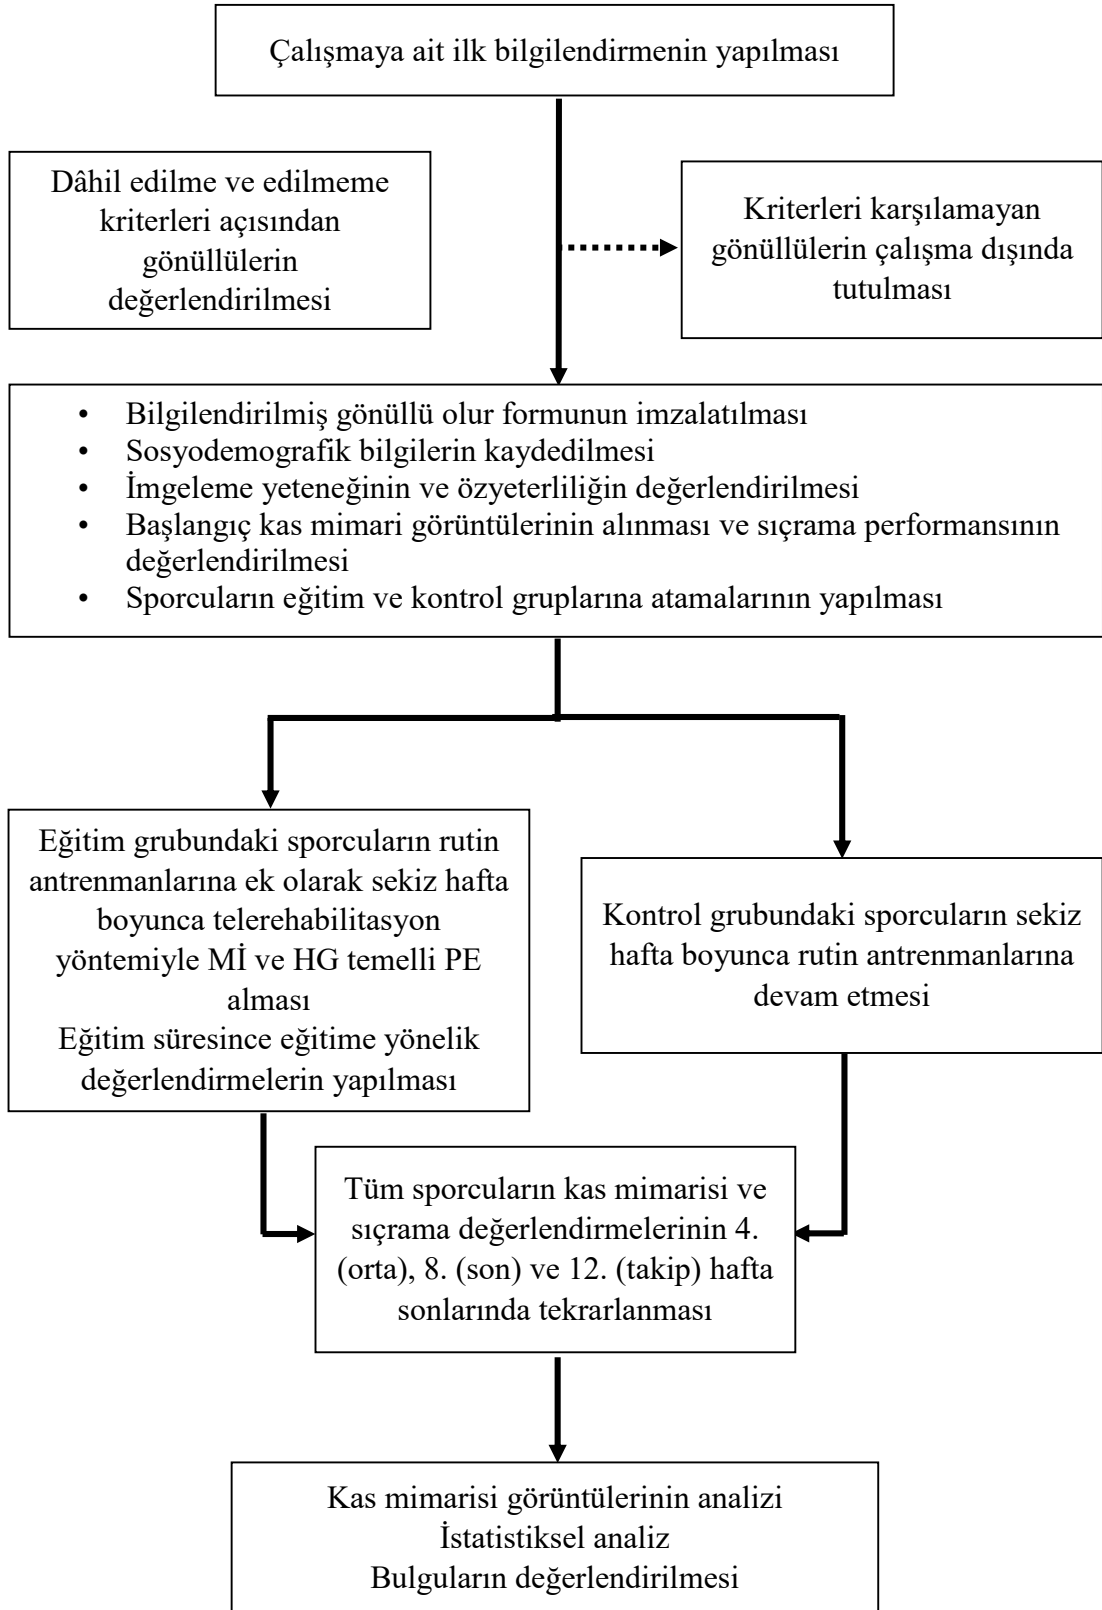 Çalışmaya ait ilk bilgilendirmenin yapılması
Dâhil edilme ve edilmeme
kriterleri açısından
gönüllülerin
değerlendirilmesi
Kriterleri karşılamayan
gönüllülerin çalışma dışında
tutulması
• Bilgilendirilmiş gönüllü olur formunun imzalatılması
• Sosyodemografik bilgilerin kaydedilmesi
• İmgeleme yeteneğinin ve özyeterliliğin değerlendirilmesi
• Başlangıç kas mimari görüntülerinin alınması ve sıçrama performansının
değerlendirilmesi
• Sporcuların eğitim ve kontrol gruplarına atamalarının yapılması
Eğitim grubundaki sporcuların rutin
antrenmanlarına ek olarak sekiz hafta
boyunca telerehabilitasyon
yöntemiyle Mİ ve HG temelli PE
alması
Eğitim süresince eğitime yönelik
değerlendirmelerin yapılması
Kontrol grubundaki sporcuların sekiz
hafta boyunca rutin antrenmanlarına
devam etmesi
Tüm sporcuların kas mimarisi ve
sıçrama değerlendirmelerinin 4.
(orta), 8. (son) ve 12. (takip) hafta
sonlarında tekrarlanması
Kas mimarisi görüntülerinin analizi
İstatistiksel analiz
Bulguların değerlendirilmesi